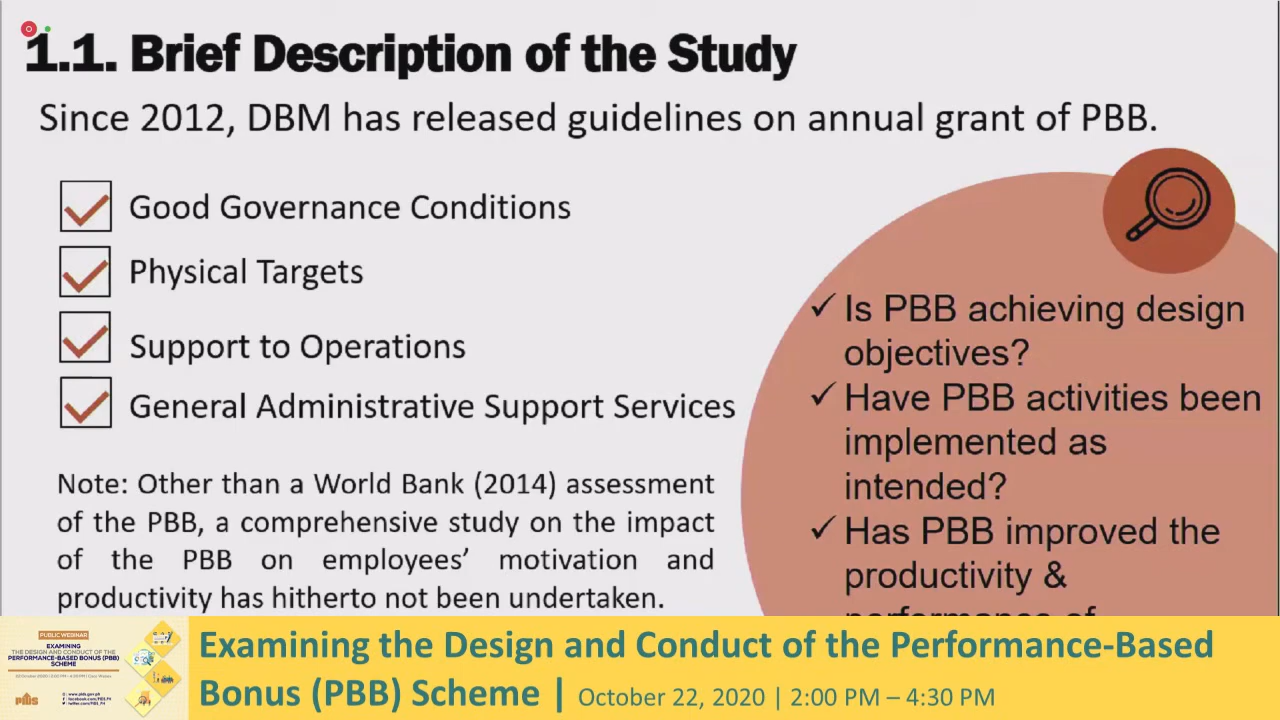 1.1. Brief Description of the Study
Since 2012, DBM has released guidelines on annual grant of PBB.
Good Governance Conditions
Physical Targets
Support to Operations
General Administrative Support Services
Note: Other than a World Bank (2014) assessment
of the PBB, a comprehensive study on the impact
of the PBB on employees’ motivation and
productivity has hitherto not been undertaken.
Is PBB achieving design
objectives?
Have PBB activities been
implemented as
intended?
Has PBB improved the
productivity &
performance of
PUBLIC WEBINAR
EXAMINING
THE DESIGN AND CONDUCT OF THE
PERFORMANCE-BASED BONUS (PBB)
SCHEME
PIDS
Examining the Design and Conduct of the Performance-Based
Bonus (PBB) Scheme | October 22, 2020 | 2:00 PM – 4:30 PM